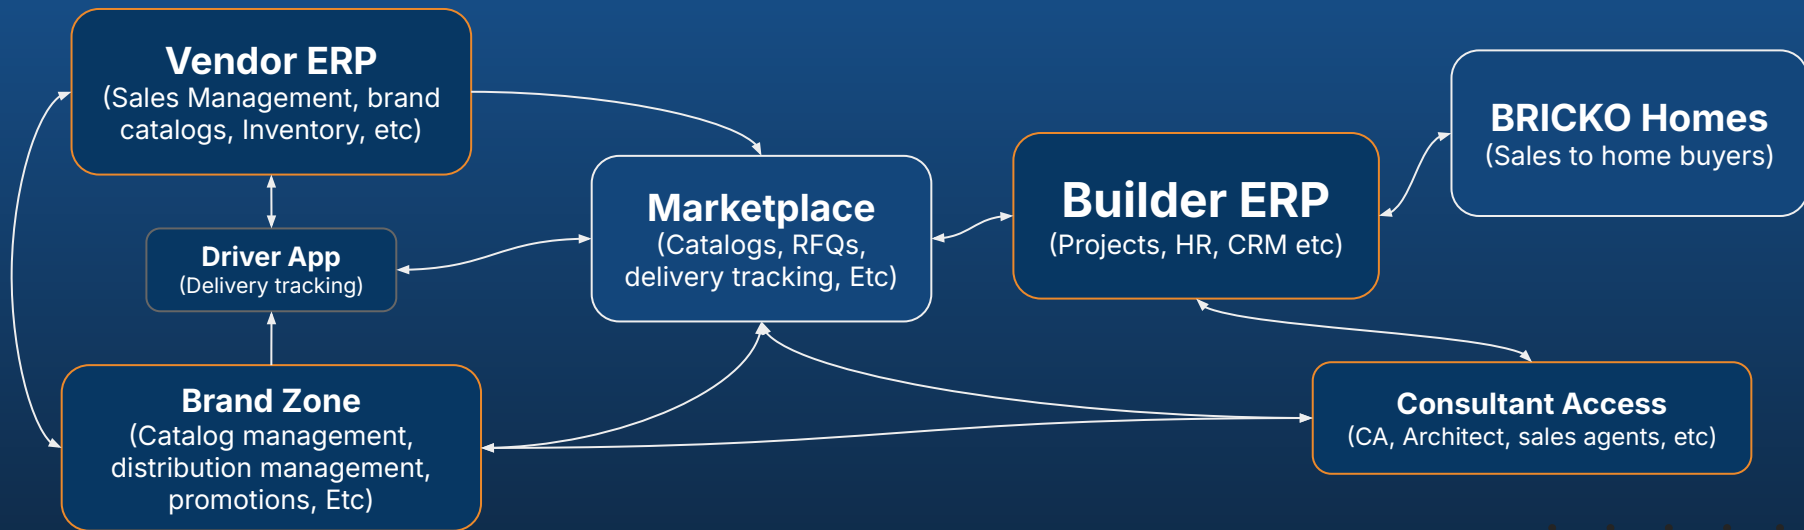 Vendor ERP
(Sales Management, brand
catalogs, Inventory, etc)
BRICKO Homes
(Sales to home buyers)
Marketplace
(Catalogs, RFQs,
delivery tracking, Etc)
Builder ERP
(Projects, HR, CRM etc)
Driver App
(Delivery tracking)
Brand Zone
(Catalog management,
distribution management,
promotions, Etc)
Consultant Access
(CA, Architect, sales agents, etc)